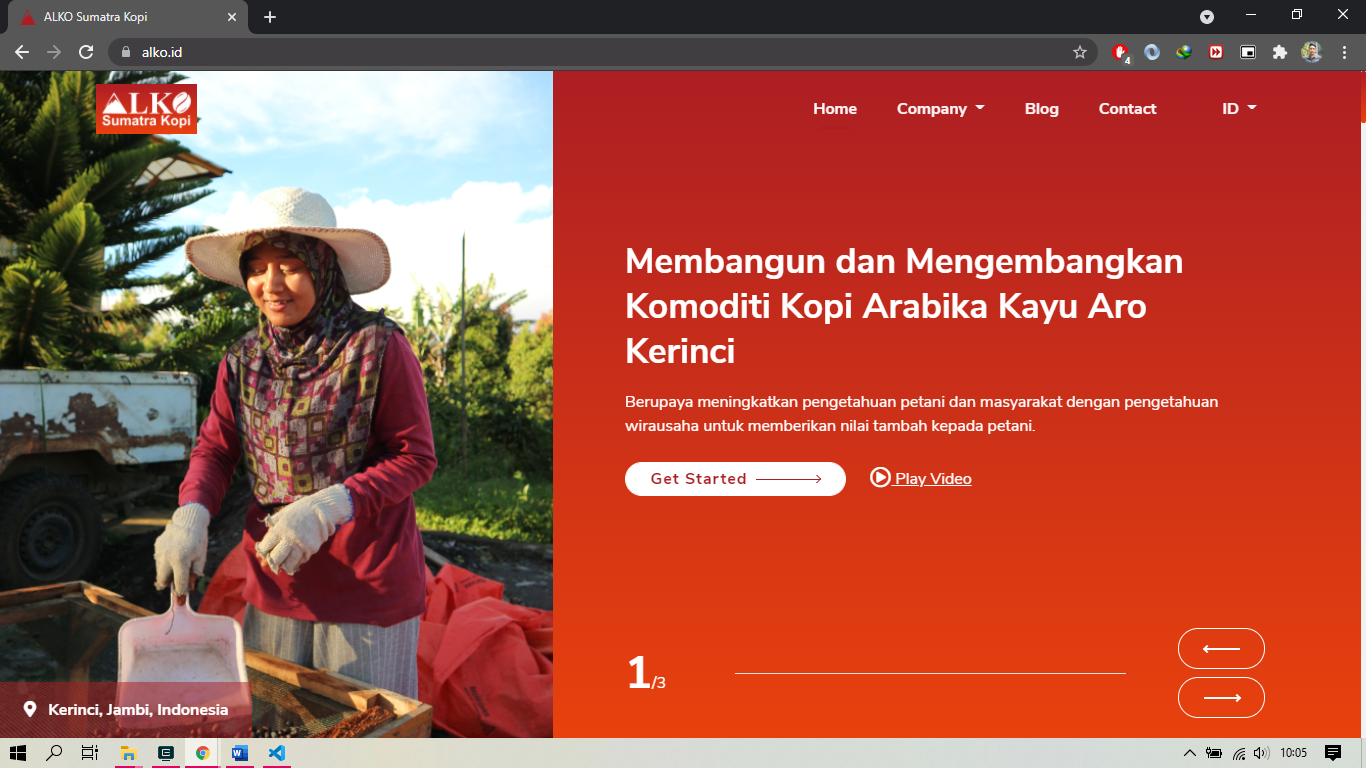 ALKO Sumatra Kopi
alko.id
4
ALKO
Sumatra Kopi
Home
Company
Blog
Contact
ID
Membangun dan Mengembangkan
Komoditi Kopi Arabika Kayu Aro
Kerinci
Berupaya meningkatkan pengetahuan petani dan masyarakat dengan pengetahuan
wirausaha untuk memberikan nilai tambah kepada petani.
Get Started
Play Video
1/3
Kerinci, Jambi, Indonesia
10:05